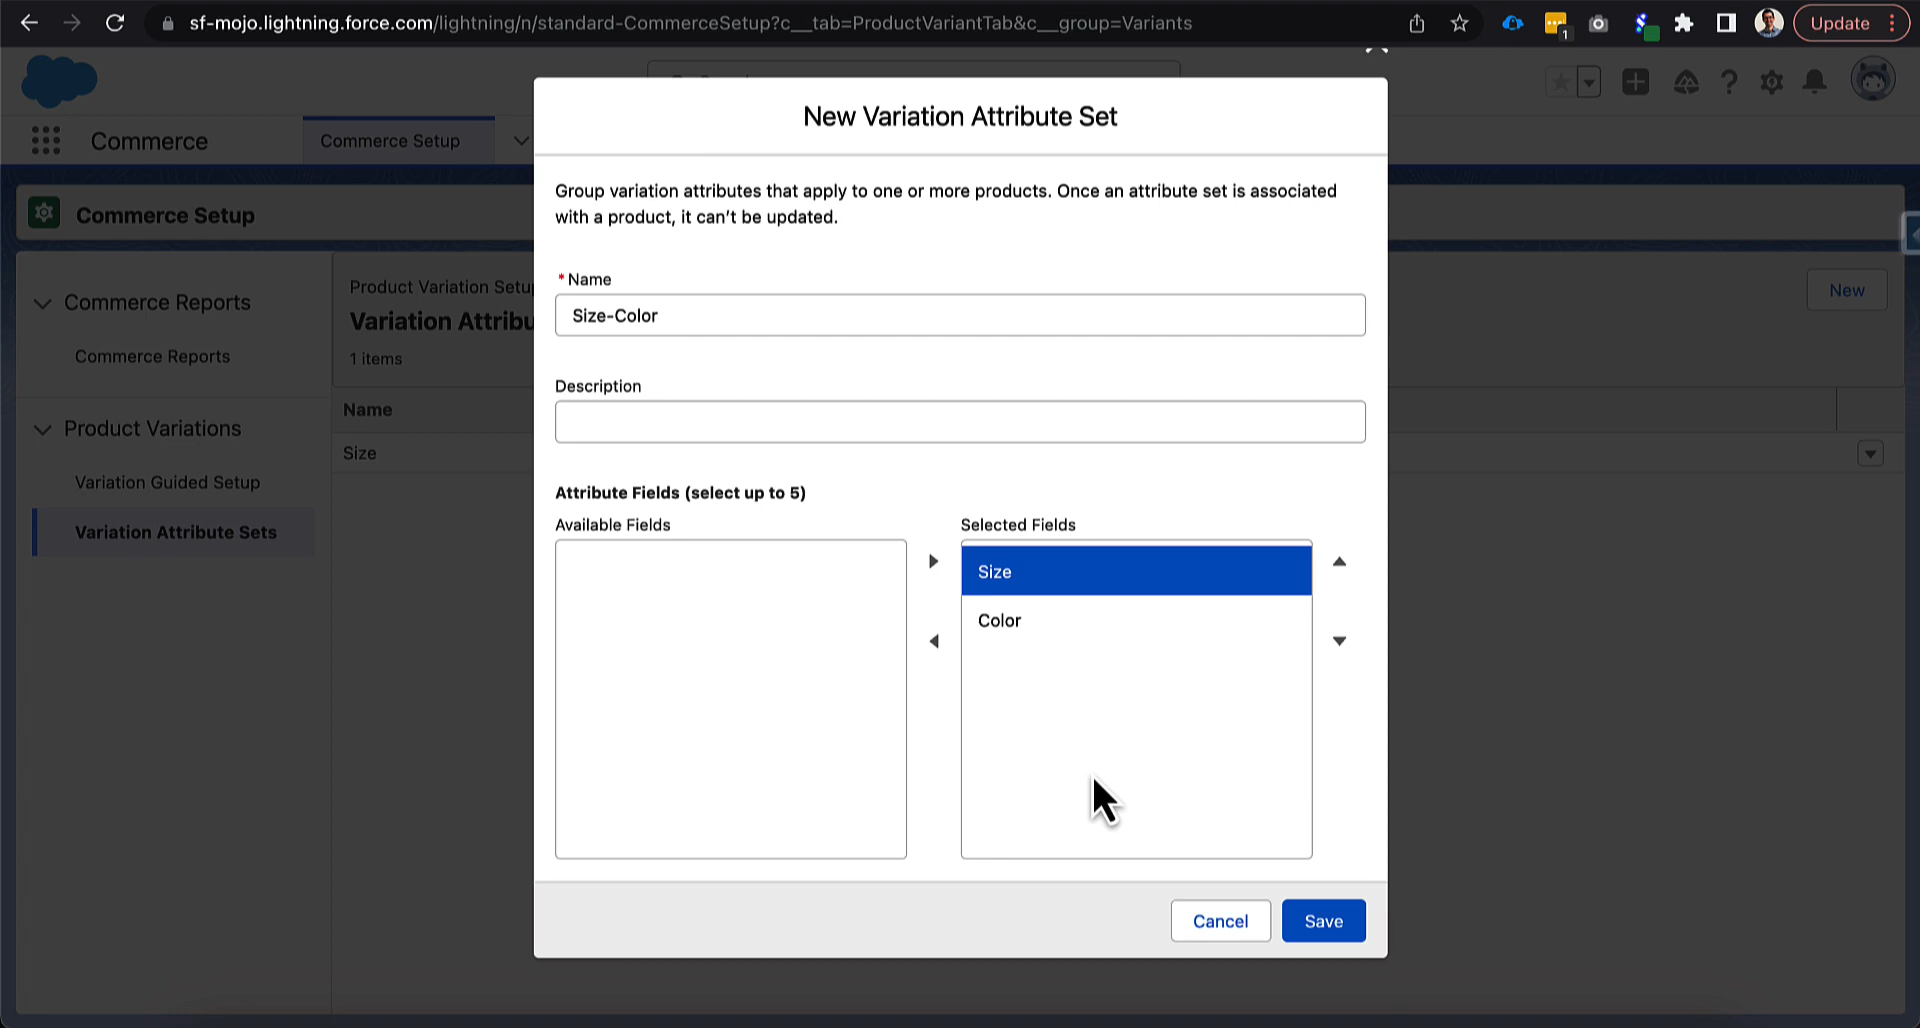 sf-mojo.lightning.force.com/lightning/n/standard-CommerceSetup?c__tab=ProductVariantTab&c__group=Variants
1
Update
Commerce
Commerce Setup
Commerce Setup
New Variation Attribute Set
Group variation attributes that apply to one or more products. Once an attribute set is associated
with a product, it can't be updated.
* Name
Size-Color
Description
Attribute Fields (select up to 5)
Available Fields
Selected Fields
Size
Color
Cancel
Save
Commerce Reports
Commerce Reports
Product Variations
Variation Guided Setup
Variation Attribute Sets
Product Variation Setu
Variation Attribu
1 items
New
Name
Size